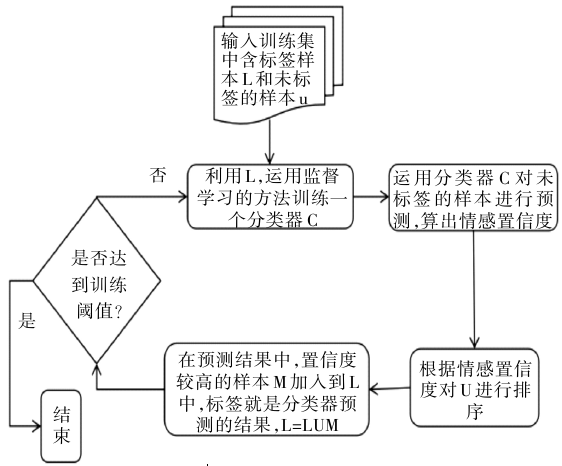 输入训练集
中含标签样
本L和未标
签的样本u
否
利用L,运用监督
学习的方法训练一
个分类器C
运用分类器C对未
标签的样本进行预
测,算出情感置信度
是否达
到训练
阈值?
是
在预测结果中,置信度
较高的样本M加入到L
中,标签就是分类器预
测的结果,L=LUM
根据情感置信
度对U进行排
序
结
束